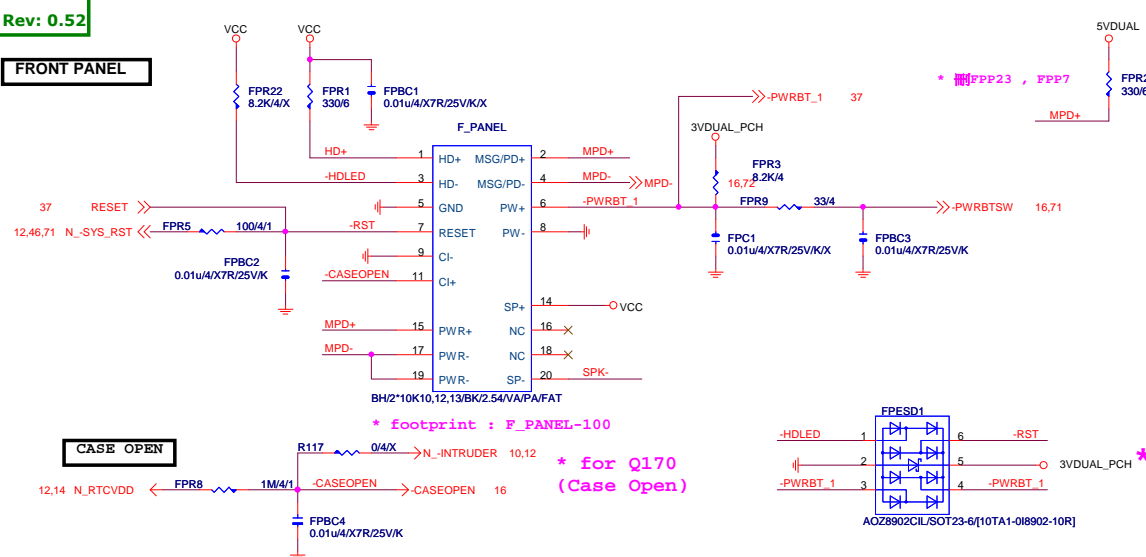 Rev: 0.52
FRONT PANEL
VCC
VCC
5VDUAL
FPR22
8.2K/4/X
FPR1
330/6
FPBC1
0.01u/4/X7R/25V/K/X
* FPP23 , FPP7
FPR2
330/6
MPD+
-PWRBT_1 37
3VDUAL_PCH
F_PANEL
HD+ 1 HD+ MSG/PD+ 2 MPD+
-HDLED 3 HD- MSG/PD- 4 MPD- MPD- 16,72
FPR3
8.2K/4
5 GND PW+ 6 -PWRBT_1
FPR9 33/4
-PWRBTSW 16,71
37 RESET
12,46,71 N_-SYS_RST FPR5 100/4/1 -RST 7 RESET PW- 8
FPC1
0.01u/4/X7R/25V/K/X
FPBC3
0.01u/4/X7R/25V/K
FPBC2
0.01u/4/X7R/25V/K
9 CI-
-CASEOPEN 11 CI+
SP+ 14 VCC
MPD+ 15 PWR+ NC 16
MPD- 17 PWR- NC 18
19 PWR- SP- 20 SPK-
BH/2*10K10,12,13/BK/2.54/VA/PA/FAT
* footprint : F_PANEL-100
CASE OPEN
R117 0/4/X N_-INTRUDER 10,12
12,14 N_RTCVDD FPR8 1M/4/1 -CASEOPEN -CASEOPEN 16
FPBC4
0.01u/4/X7R/25V/K
* for Q170
(Case Open)
FPESD1
-HDLED 1 6 -RST
2 5 3VDUAL_PCH *
-PWRBT_1 3 4 -PWRBT_1
AOZ8902CIL/SOT23-6/[10TA1-0I8902-10R]